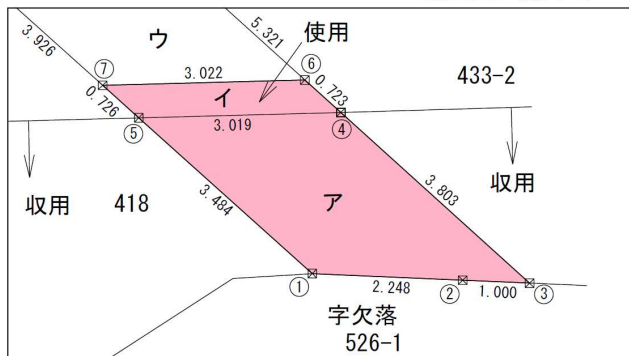 3.926
ウ
5.321
使用
⑦
3.022
⑥
433-2
0.726
イ
0.723
⑤
3.019
④
収用
418
3.484
ア
3.803
収用
①
2.248
②
1.000
③
字欠落
526-1